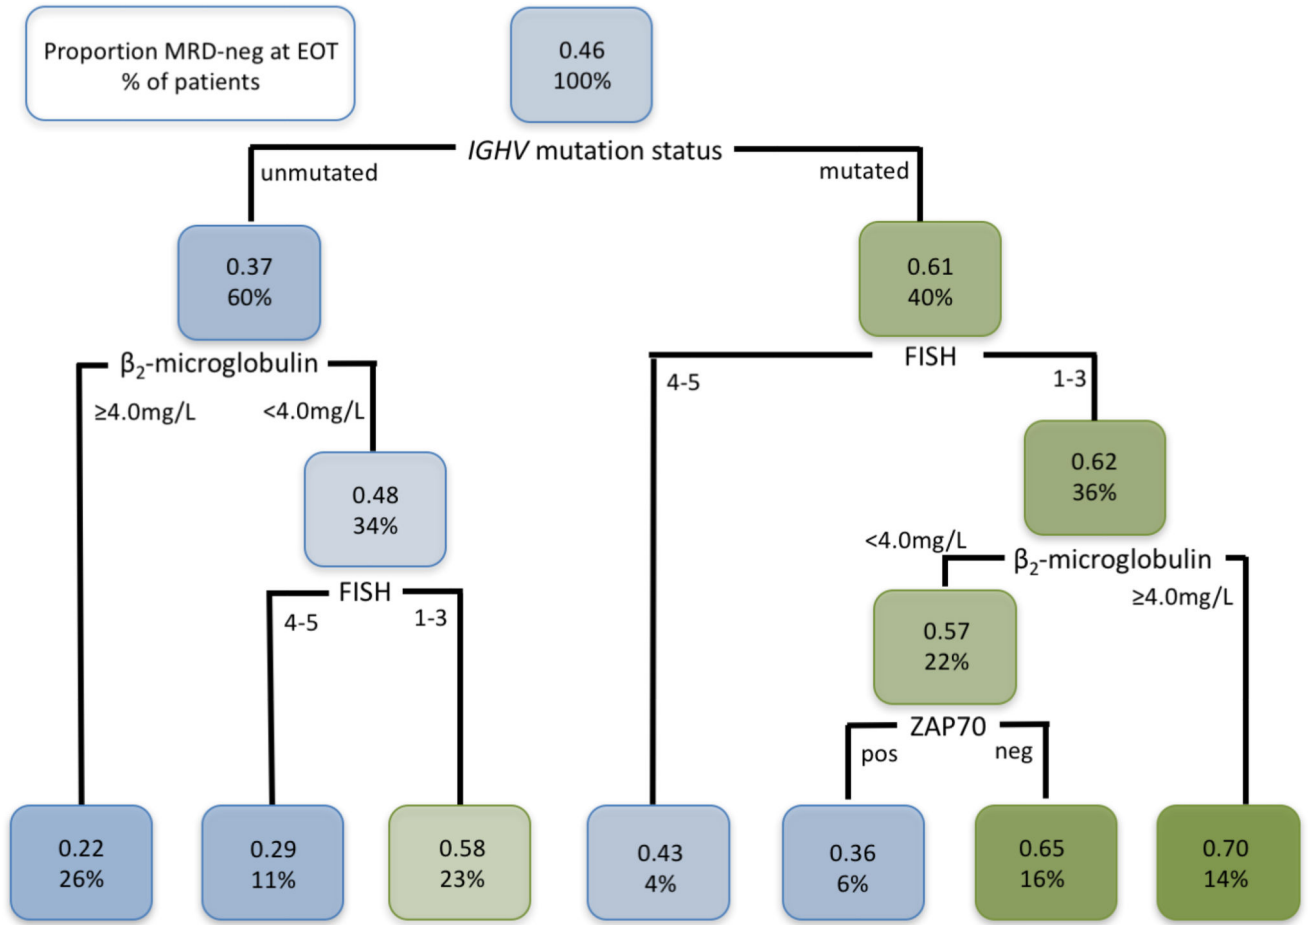 Proportion MRD-neg at EOT
% of patients
0.46
100%
IGHV mutation status
unmutated
mutated
0.37
60%
0.61
40%
β₂-microglobulin
≥4.0mg/L
<4.0mg/L
FISH
4-5
1-3
0.48
34%
0.62
36%
FISH
4-5
1-3
<4.0mg/L
β₂-microglobulin
≥4.0mg/L
0.57
22%
ZAP70
pos
neg
0.22
26%
0.29
11%
0.58
23%
0.43
4%
0.36
6%
0.65
16%
0.70
14%